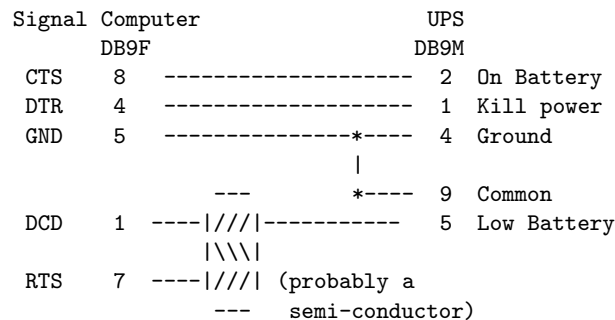 Signal Computer                    UPS
       DB9F                       DB9M
 CTS    8   ---------------------  2  On Battery
 DTR    4   ---------------------  1  Kill power
 GND    5   ----------------*----  4  Ground
                            |
                ---         *----  9  Common
 DCD    1   ----|///|------------  5  Low Battery
                |\\\|
 RTS    7   ----|///| (probably a
                ---   semi-conductor)